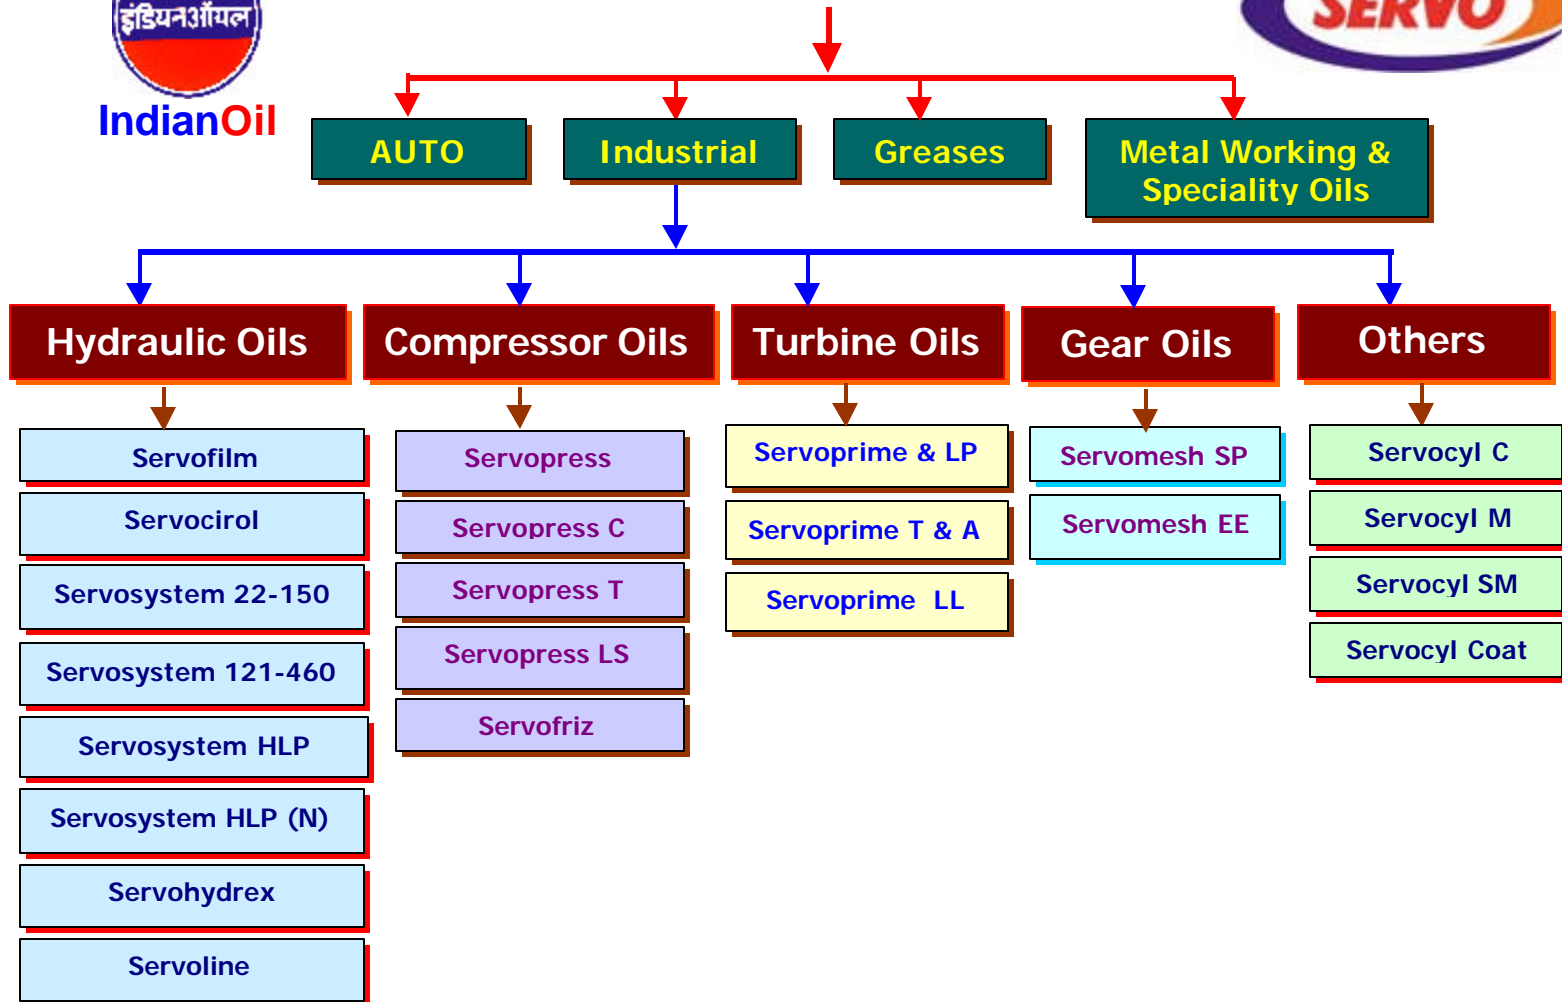 इंडियनऑयल
SERVO
IndianOil
AUTO
Industrial
Greases
Metal Working &
Speciality Oils
Hydraulic Oils
Compressor Oils
Turbine Oils
Gear Oils
Others
Servofilm
Servocirol
Servosystem 22-150
Servosystem 121-460
Servosystem HLP
Servosystem HLP (N)
Servohydrex
Servoline
Servopress
Servopress C
Servopress T
Servopress LS
Servofriz
Servoprime & LP
Servoprime T & A
Servoprime LL
Servomesh SP
Servomesh EE
Servocyl C
Servocyl M
Servocyl SM
Servocyl Coat